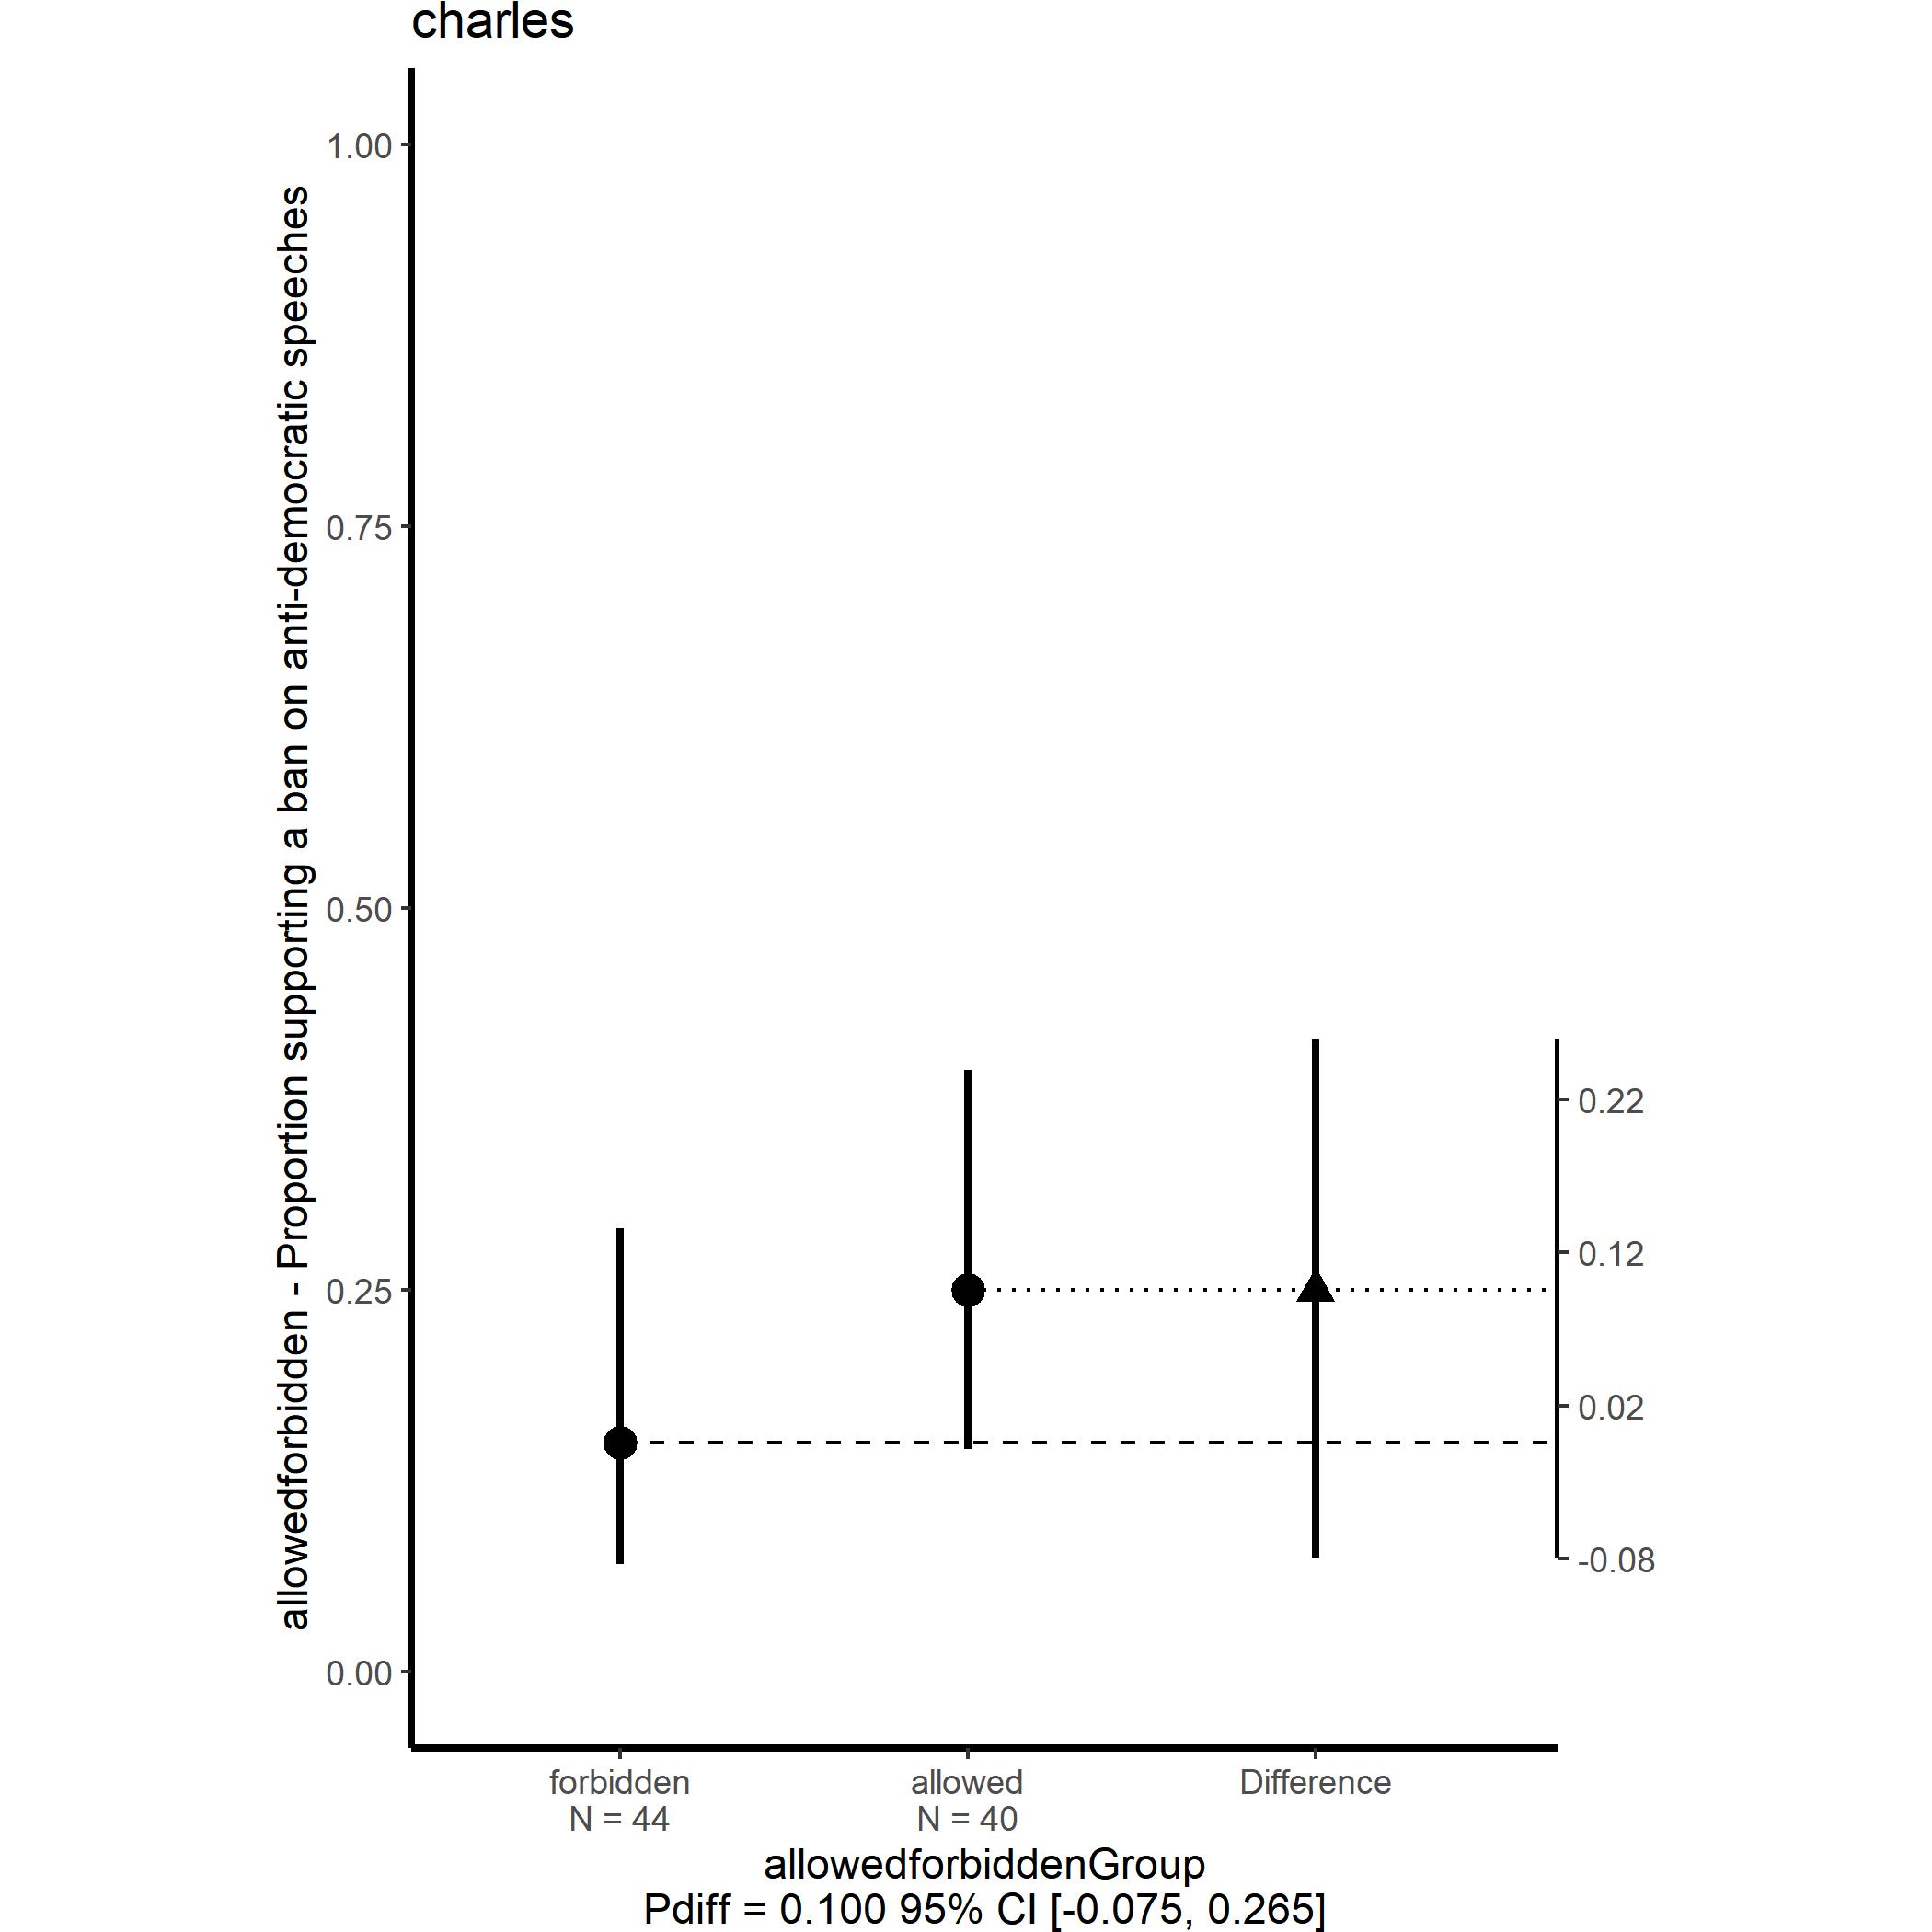 charles
allowedforbidden - Proportion supporting a ban on anti-democratic speeches
1.00
0.75
0.50
0.25
0.00
0.22
0.12
0.02
-0.08
forbidden
N = 44
allowed
N = 40
Difference
allowedforbiddenGroup
Pdiff = 0.100 95% CI [-0.075, 0.265]